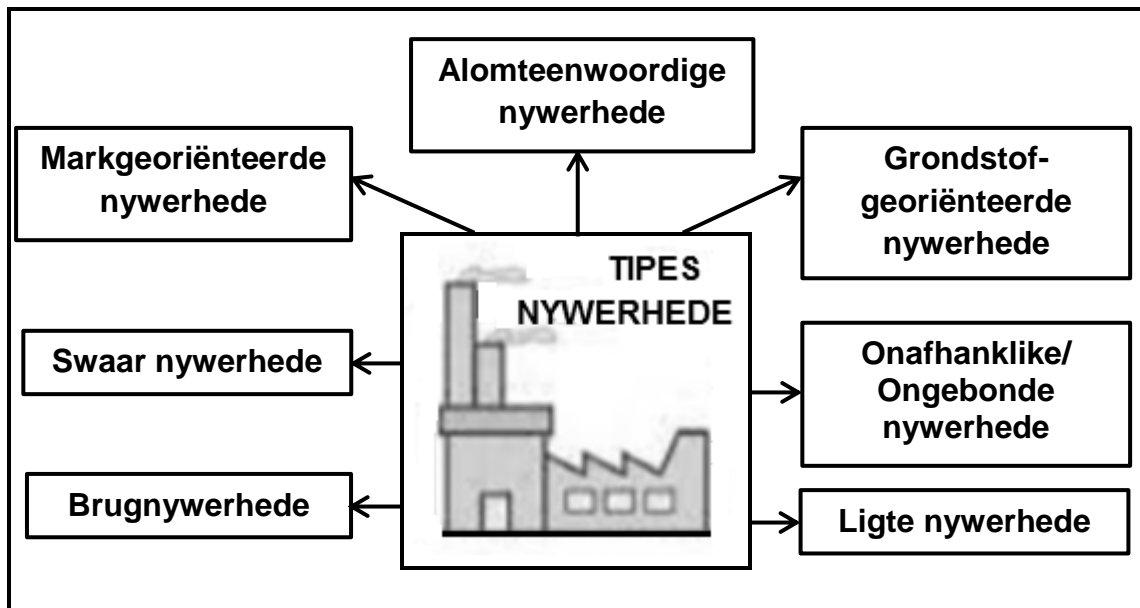 Alomteenwoordige
nywerhede
Markgeoriënteerde
nywerhede
Grondstof-
georiënteerde
nywerhede
TIPES
NYWERHEDE
Swaar nywerhede
Onafhanklike/
Ongebonde
nywerhede
Brugnywerhede
Ligte nywerhede